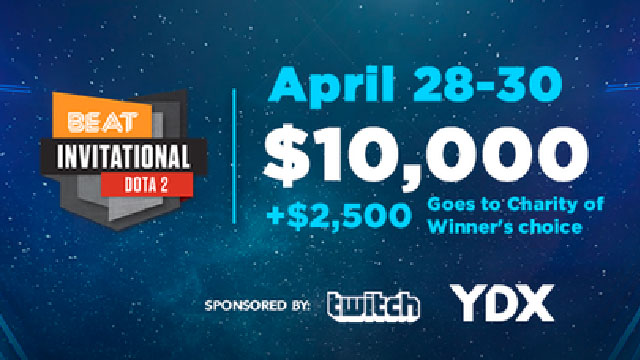 BEAT
INVITATIONAL
DOTA 2
April 28-30
$10,000
+$2,500
Goes to Charity of
Winner's choice
SPONSORED BY:
twitch
YDX